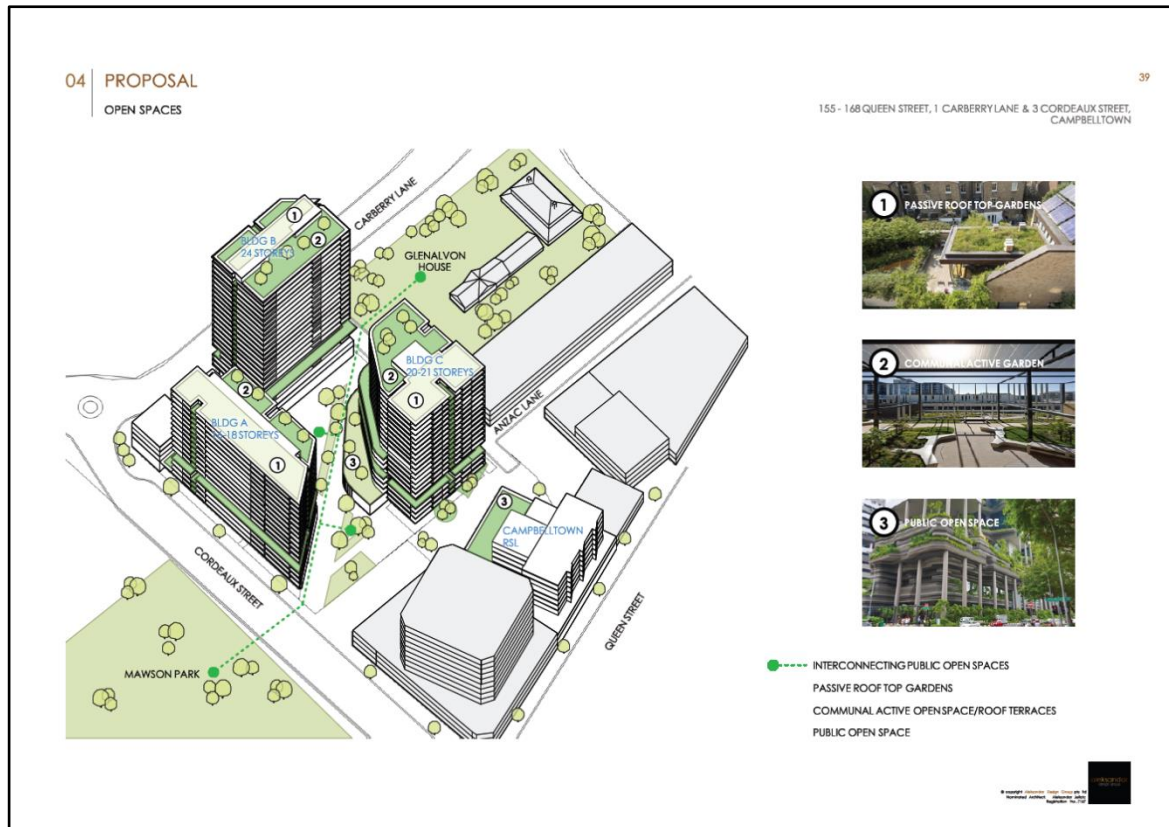 04 PROPOSAL
39
OPEN SPACES
155 - 168 QUEEN STREET, 1 CARBERRY LANE & 3 CORDEAUX STREET,
CAMPBELLTOWN
1
BLDG B
24 STOREYS
2
CARBERRY LANE
GLENALVON
HOUSE
BLDG C
20-21 STOREYS
2
1
2
BLDG A
18 STOREYS
1
3
ANZAC LANE
3
CAMPBELLTOWN
RSL
CORDEAUX STREET
QUEEN STREET
MAWSON PARK
1 PASSIVE ROOF TOP GARDENS
2 COMMUNAL ACTIVE GARDEN
3 PUBLIC OPEN SPACE
INTERCONNECTING PUBLIC OPEN SPACES
PASSIVE ROOF TOP GARDENS
COMMUNAL ACTIVE OPEN SPACE/ROOF TERRACES
PUBLIC OPEN SPACE